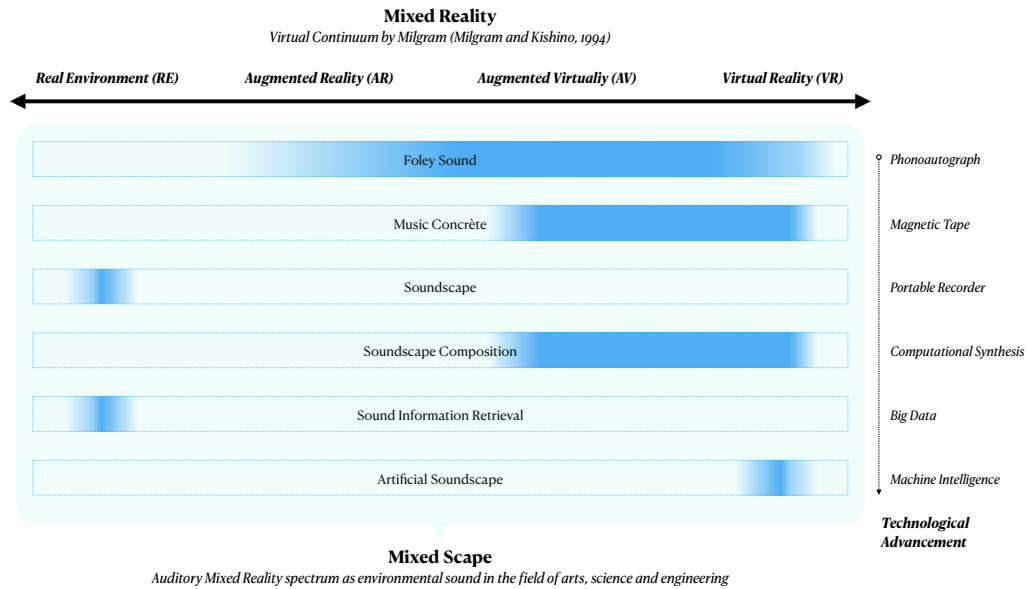 Mixed Reality
Virtual Continuum by Milgram (Milgram and Kishino, 1994)
Real Environment (RE)
Augmented Reality (AR)
Augmented Virtualiy (AV)
Virtual Reality (VR)
Foley Sound
Phonoautograph
Music Concrète
Magnetic Tape
Soundscape
Portable Recorder
Soundscape Composition
Computational Synthesis
Sound Information Retrieval
Big Data
Artificial Soundscape
Machine Intelligence
Technological
Advancement
Mixed Scape
Auditory Mixed Reality spectrum as environmental sound in the field of arts, science and engineering